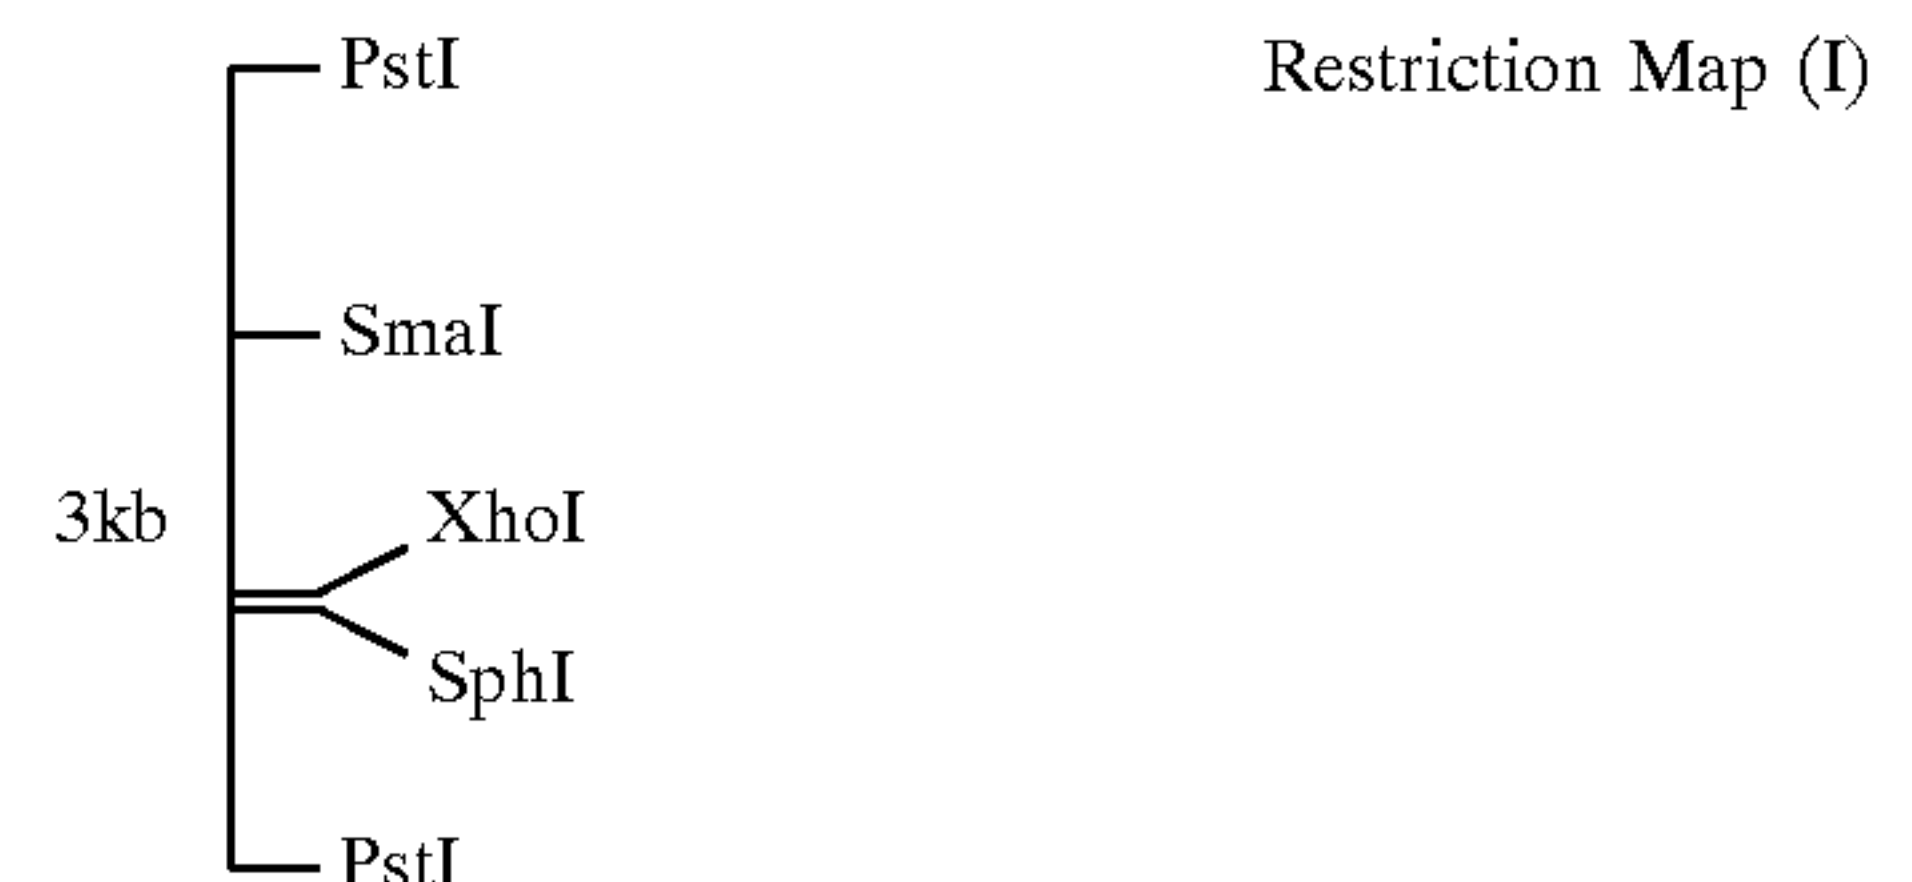 PstI
Restriction Map (I)
SmaI
3kb
XhoI
SphI
PstI